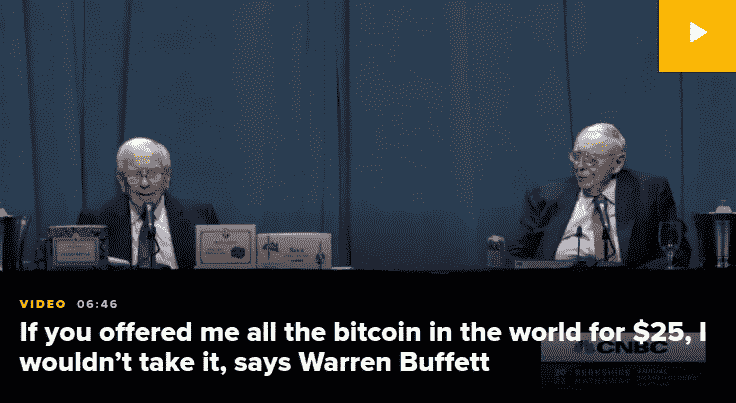 VIDEO 06:46
If you offered me all the bitcoin in the world for $25, I
wouldn't take it, says Warren Buffett
CNBC